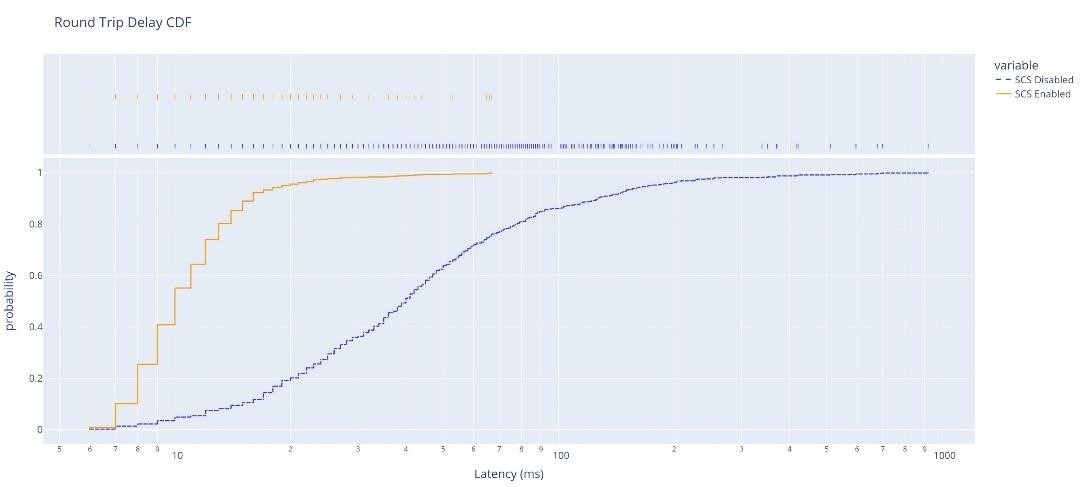 Round Trip Delay CDF
variable
SCS Disabled
SCS Enabled
1
0.8
0.6
0.4
0.2
0
probability
5 6 7 8 9 10 2 3 4 5 6 7 8 9 100 2 3 4 5 6 7 8 9 1000
Latency (ms)